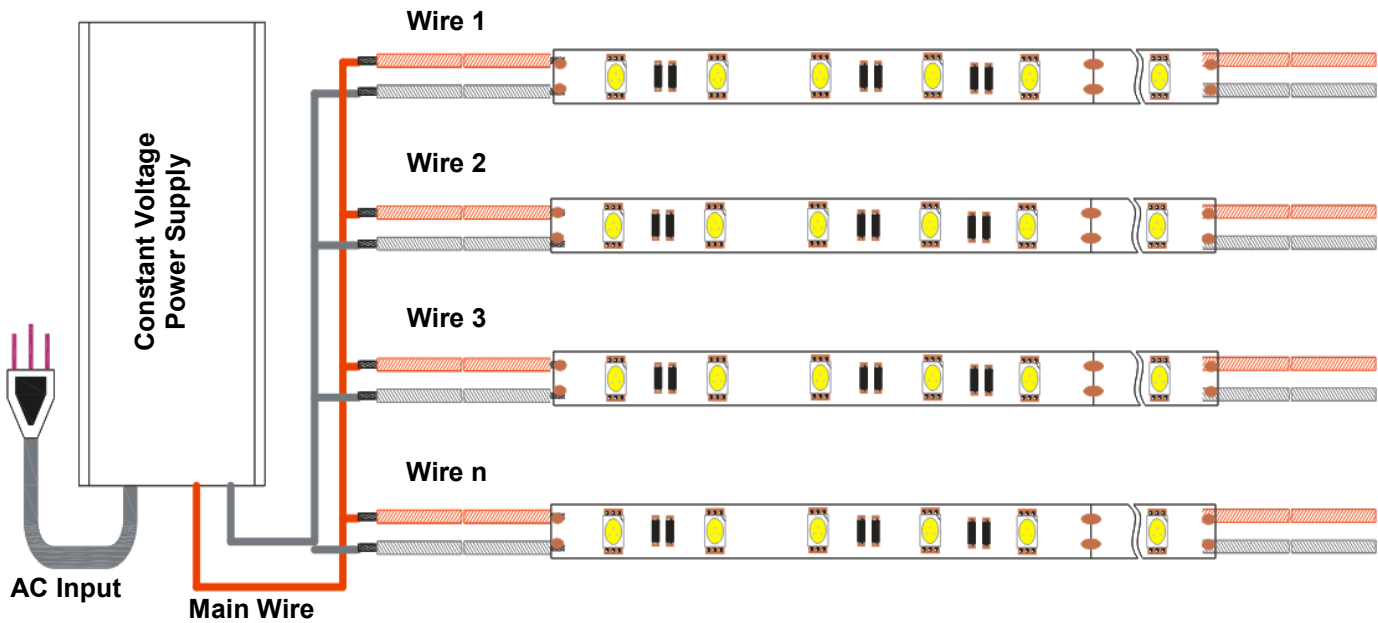 Wire 1
Constant Voltage
Power Supply
Wire 2
Wire 3
Wire n
AC Input
Main Wire